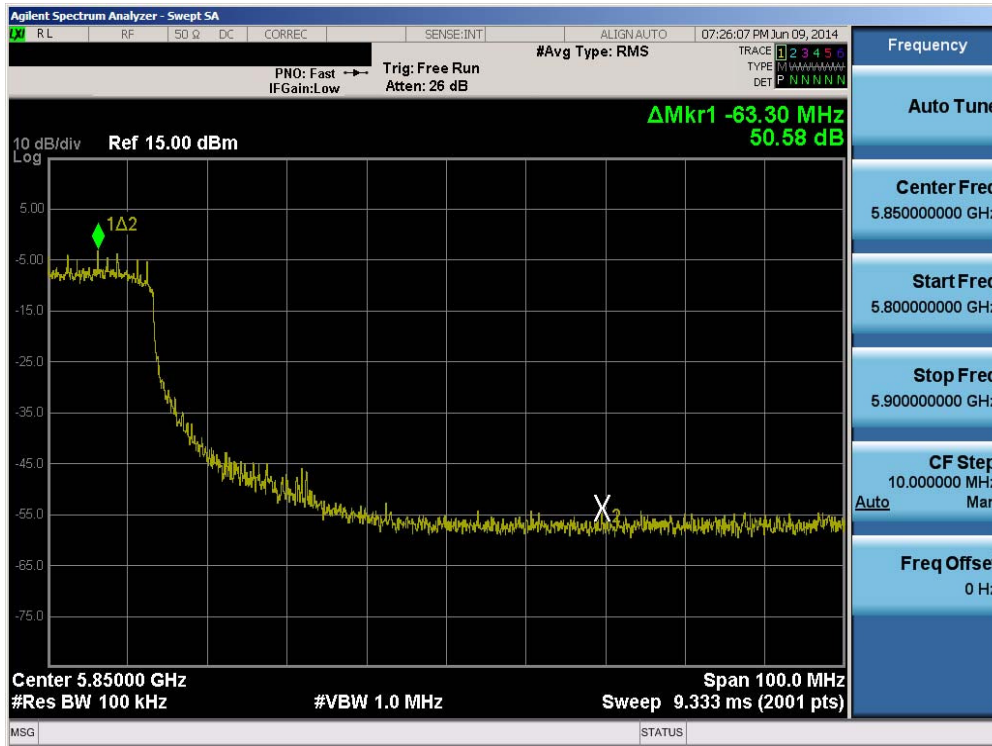 Agilent Spectrum Analyzer - Swept SA
LXI RL RF 50 Ω DC CORREC SENSE:INT ALIGN AUTO 07:26:07 PM Jun 09, 2014
#Avg Type: RMS
TRACE 1 2 3 4 5 6
PNO: Fast Trig: Free Run
TYPE M
IFGain:Low Atten: 26 dB
DET P N N N N N
ΔMkr1 -63.30 MHz
50.58 dB
10 dB/div Ref 15.00 dBm
Log
5.00
1Δ2
-5.00
-15.0
-25.0
-35.0
-45.0
-55.0
X2
-65.0
-75.0
Center 5.85000 GHz Span 100.0 MHz
#Res BW 100 kHz #VBW 1.0 MHz Sweep 9.333 ms (2001 pts)
MSG STATUS
Frequency
Auto Tune
Center Freq
5.850000000 GHz
Start Freq
5.800000000 GHz
Stop Freq
5.900000000 GHz
CF Step
10.000000 MHz
Auto Man
Freq Offset
0 Hz